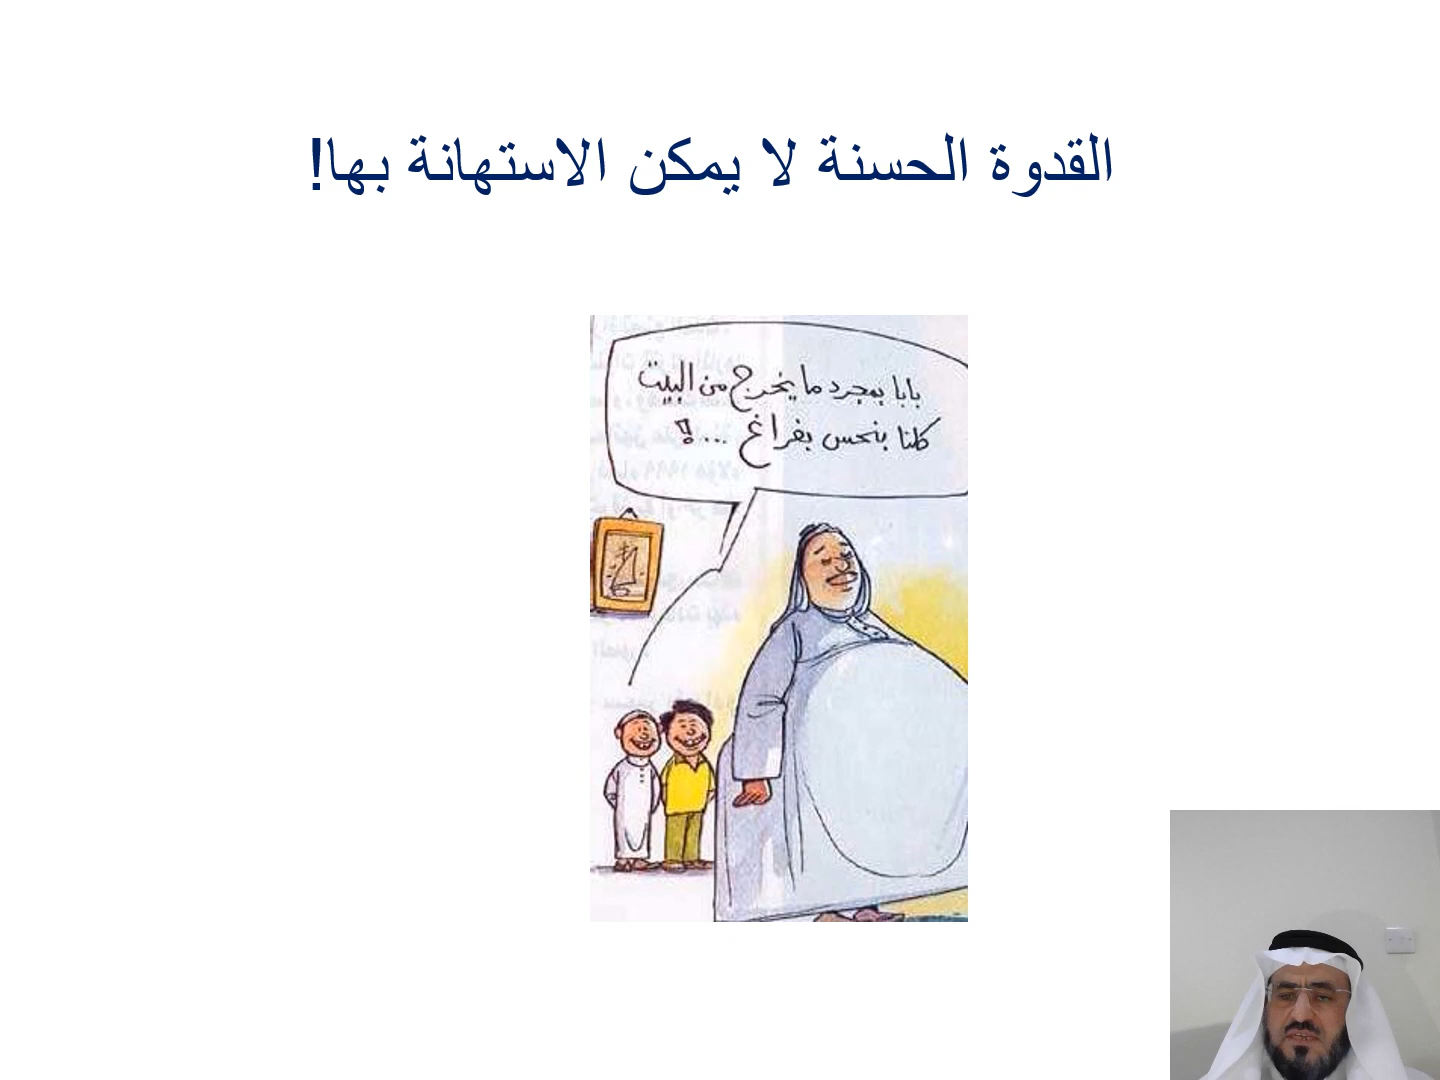 القدوة الحسنة لا يمكن الاستهانة بها!
بابا بمجرد ما يخرج من البيت
كلنا بنحس بفراغ ...؟!